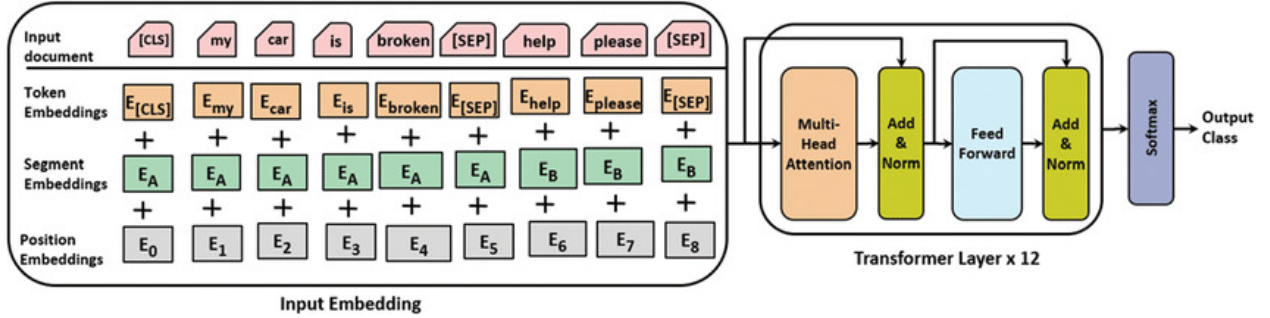 Input document [CLS] my car is broken [SEP] help please [SEP]
Token Embeddings E[CLS] Emy Ecar Eis Ebroken E[SEP] Ehelp Eplease E[SEP]
+ + + + + + + + +
Segment Embeddings EA EA EA EA EA EA EB EB EB
+ + + + + + + + +
Position Embeddings E0 E1 E2 E3 E4 E5 E6 E7 E8
Input Embedding
Multi-
Head
Attention
Add
&
Norm
Feed
Forward
Add
&
Norm
Transformer Layer x 12
Softmax
Output
Class